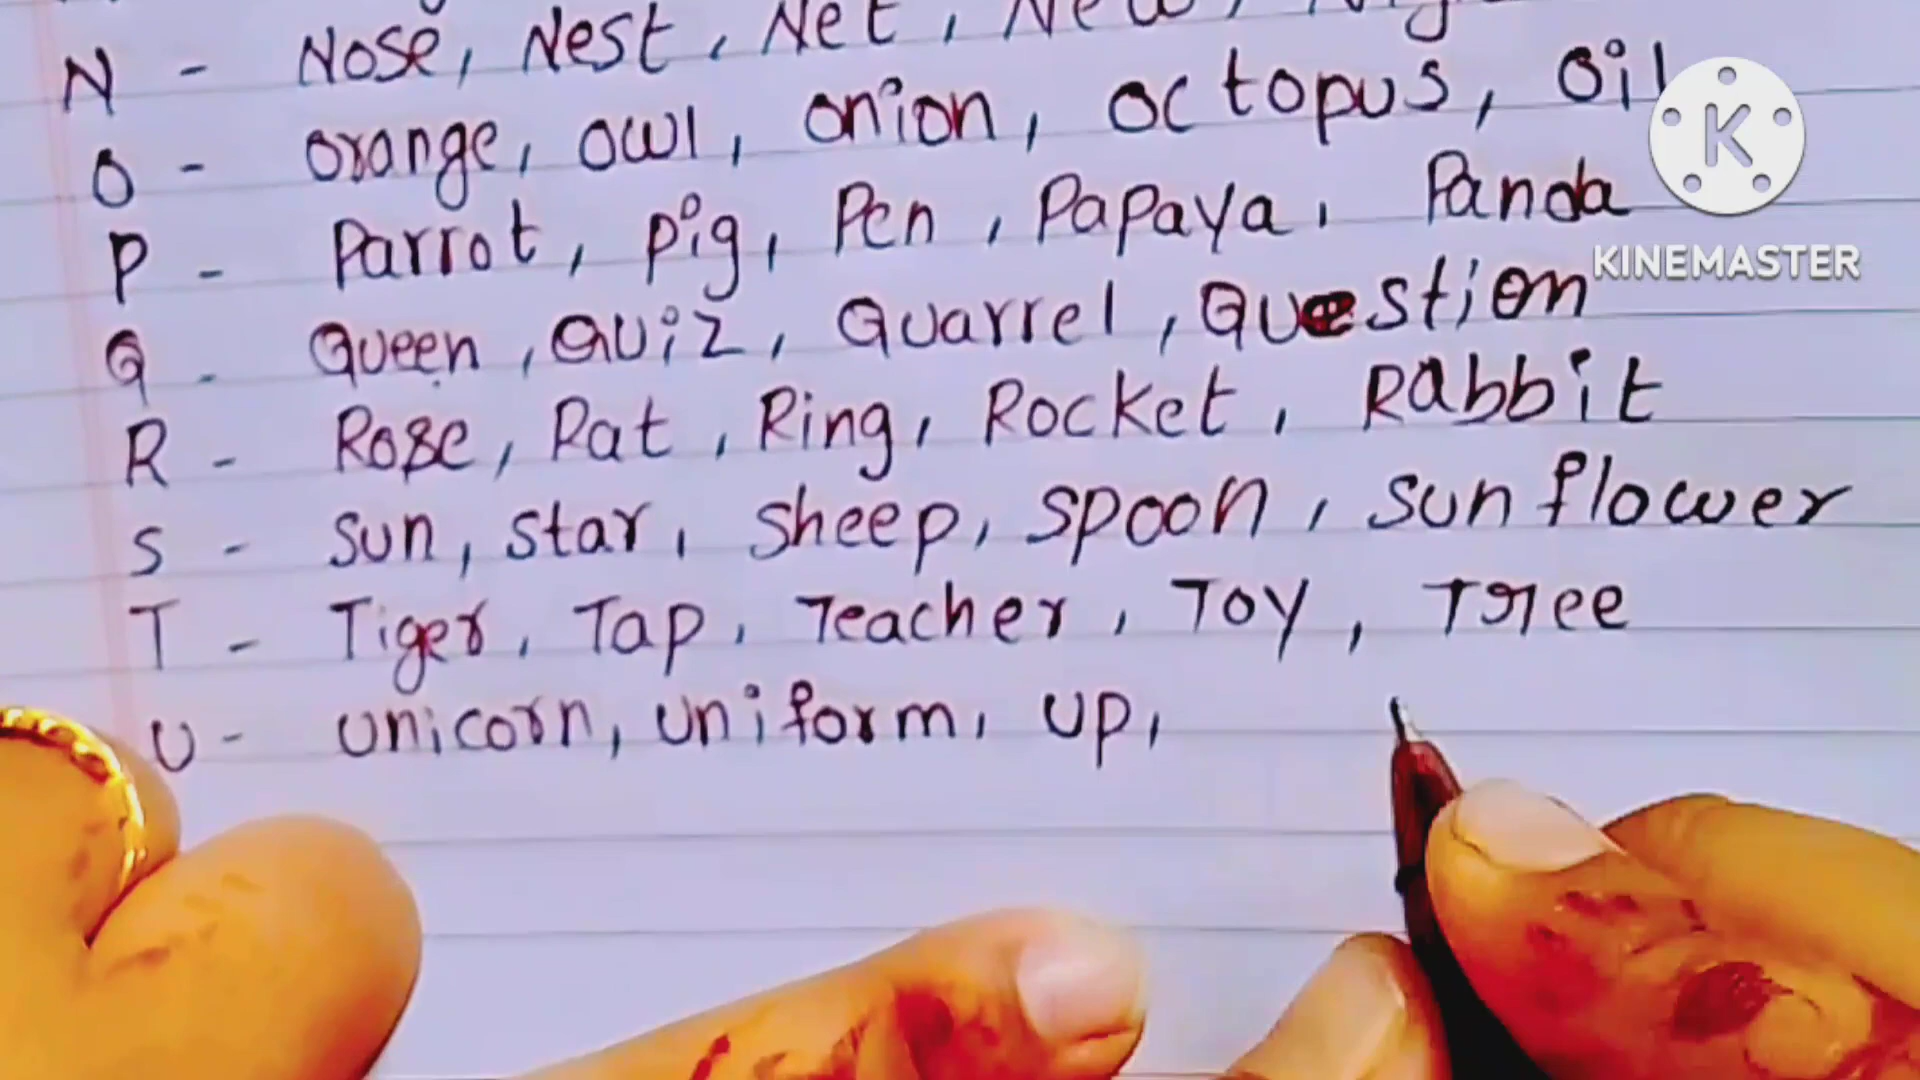 N - Nose, Nest, Net, New,
O - Orange, Owl, Onion, Octopus, Oil
P - Parrot, Pig, Pen, Papaya, Panda
Q - Queen, Quiz, Quarrel, Question
R - Rose, Rat, Ring, Rocket, Rabbit
S - Sun, Star, Sheep, Spoon, Sunflower
T - Tiger, Tap, Teacher, Toy, Tree
U - Unicorn, Uniform, Up,
K
KINEMASTER